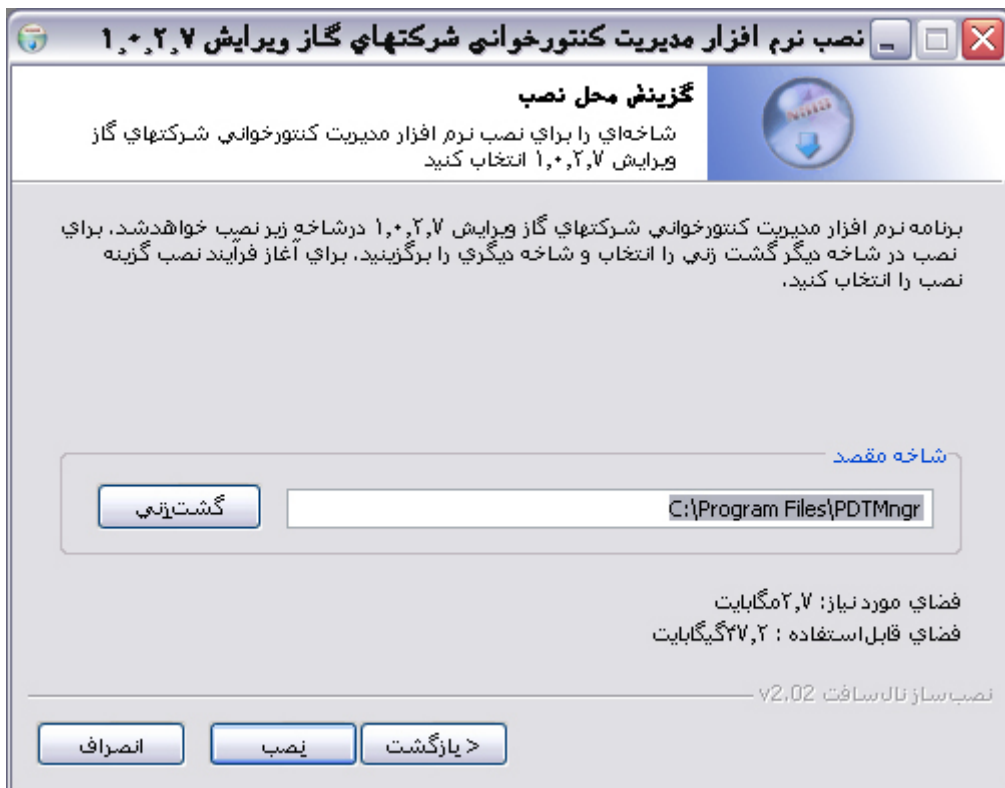 نصب نرم افزار مديريت كنتورخواني شركتهاي گاز ويرايش ۱,۰,۲,۷
گزينش محل نصب
شاخه‌اي را براي نصب نرم افزار مديريت كنتورخواني شركتهاي گاز
ويرايش ۱,۰,۲,۷ انتخاب كنيد
برنامه نرم افزار مديريت كنتورخواني شركتهاي گاز ويرايش ۱,۰,۲,۷ درشاخه زير نصب خواهدشد. براي
نصب در شاخه ديگر گشت زني را انتخاب و شاخه ديگري را برگزينيد. براي آغاز فرآيند نصب گزينه
نصب را انتخاب كنيد.
شاخه مقصد
C:\Program Files\PDTMngr
گشت‌زني
فضاي مورد نياز: ۲,۷مگابايت
فضاي قابل‌استفاده : ۴۷,۲گيگابايت
نصب‌ساز نال‌سافت v2.02
< بازگشت
نصب
انصراف